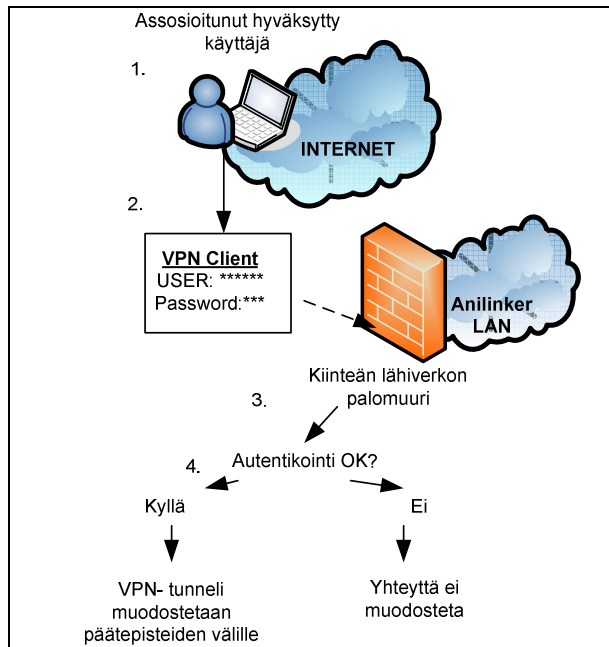 Assosioitunut hyväksytty
käyttäjä
1.
INTERNET
2.
VPN Client
USER: ******
Password:***
Anilinker
LAN
Kiinteän lähiverkon
palomuuri
3.
Autentikointi OK?
4.
Kyllä
Ei
VPN- tunneli
muodostetaan
päätepisteiden välille
Yhteyttä ei
muodosteta